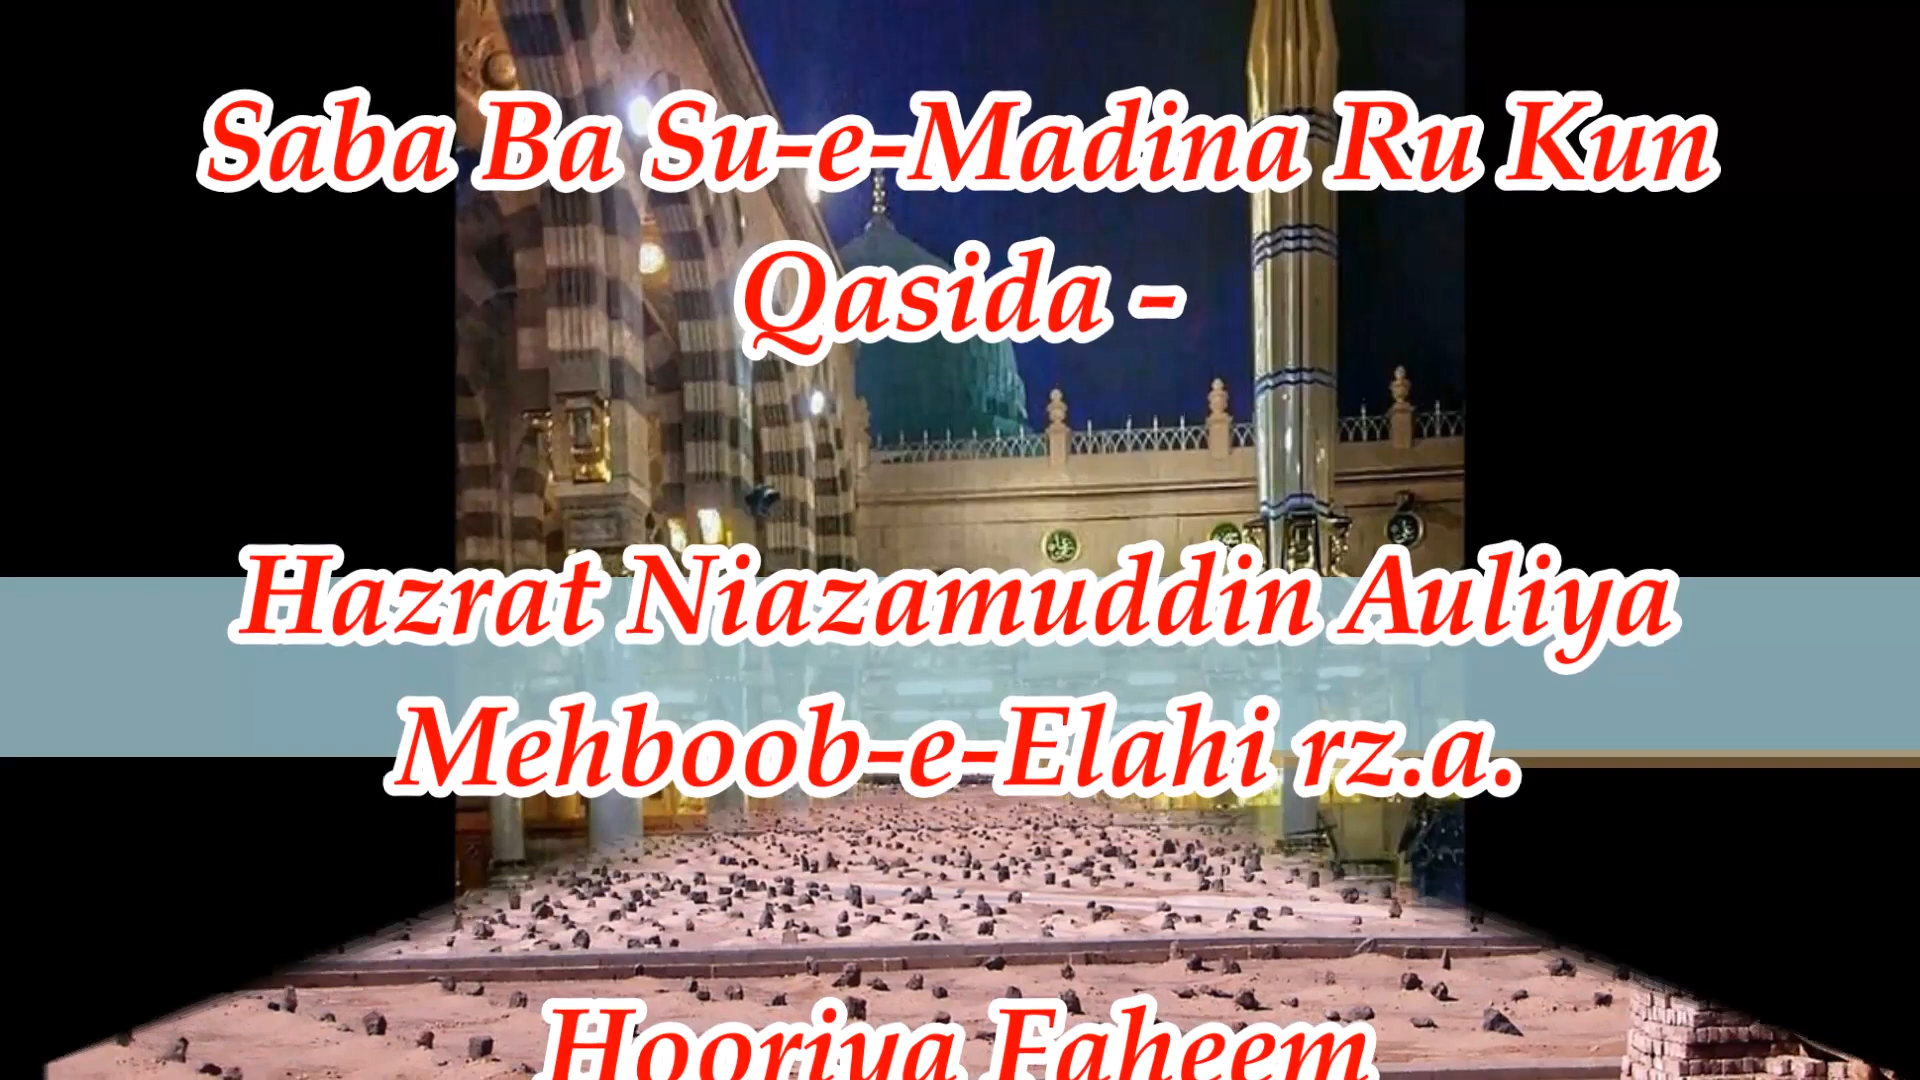 Saba Ba Su-e-Madina Ru Kun
Qasida -
Hazrat Niazamuddin Auliya
Mehboob-e-Elahi rz.a.
Hooriya Faheem